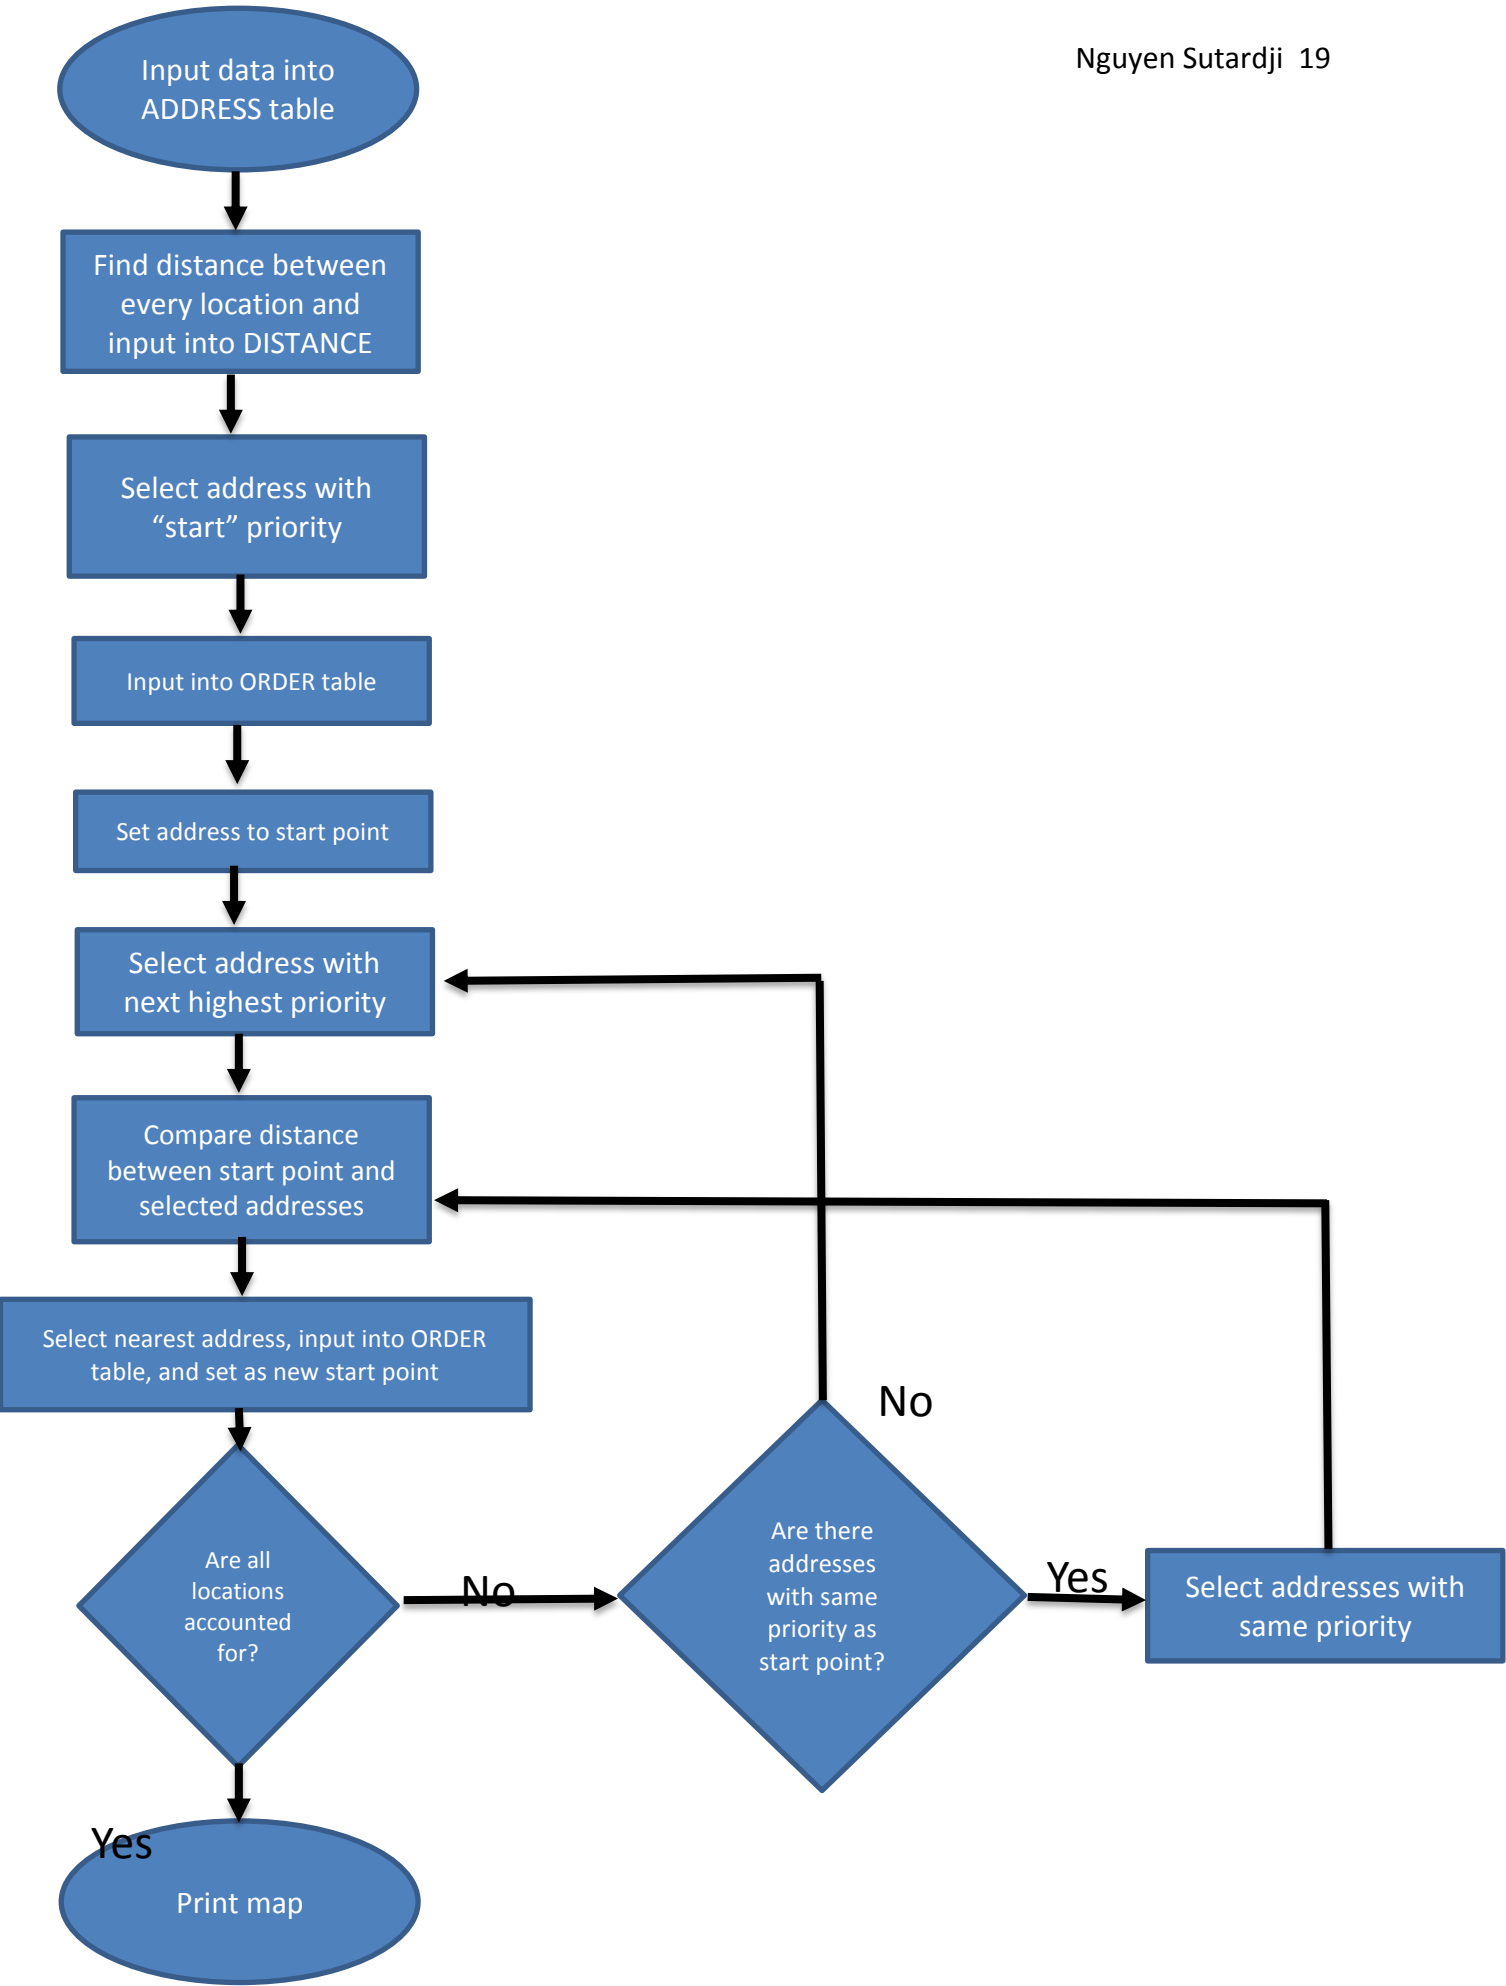 Nguyen Sutardji 19
Input data into
ADDRESS table
Find distance between
every location and
input into DISTANCE
Select address with
“start” priority
Input into ORDER table
Set address to start point
Select address with
next highest priority
Compare distance
between start point and
selected addresses
Select nearest address, input into ORDER
table, and set as new start point
Are all
locations
accounted
for?
No
Are there
addresses
with same
priority as
start point?
No
Yes
Select addresses with
same priority
Yes
Print map